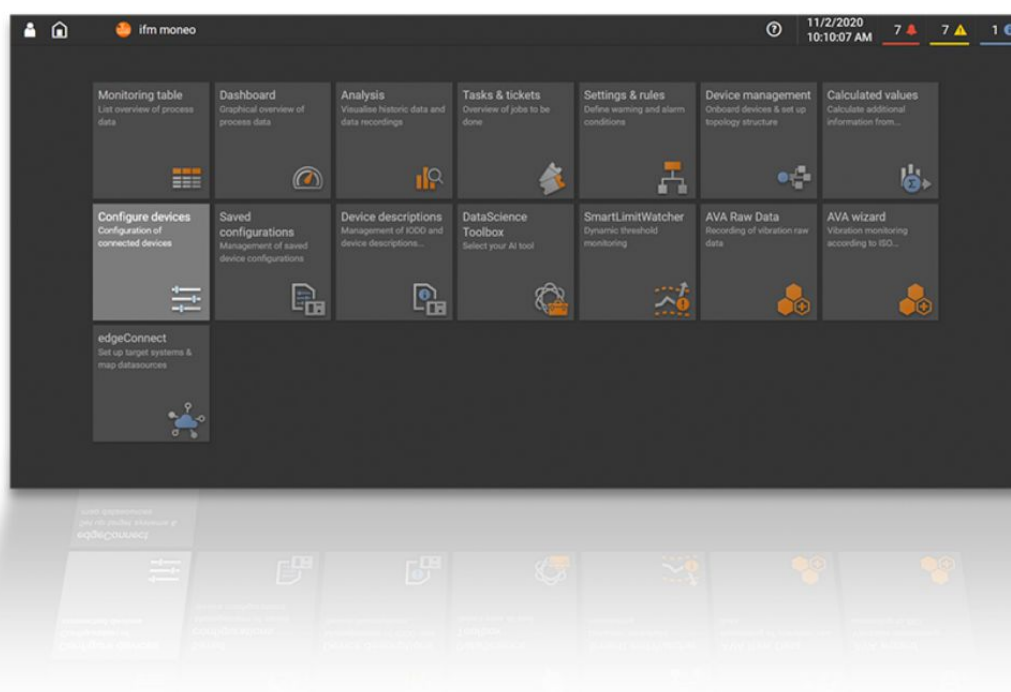 ifm moneo
11/2/2020
10:10:07 AM
7
7
1
Monitoring table
List overview of process
data
Dashboard
Graphical overview of
process data
Analysis
Visualise historic data and
data recordings
Tasks & tickets
Overview of jobs to be
done
Settings & rules
Define warning and alarm
conditions
Device management
Onboard devices & set up
topology structure
Calculated values
Calculate additional
information from...
Configure devices
Configuration of
connected devices
Saved
configurations
Management of saved
device configurations
Device descriptions
Management of IODD and
device descriptions...
DataScience
Toolbox
Select your AI tool
SmartLimitWatcher
Dynamic threshold
monitoring
AVA Raw Data
Recording of vibration raw
data
AVA wizard
Vibration monitoring
according to ISO...
edgeConnect
Set up target systems &
map datasources